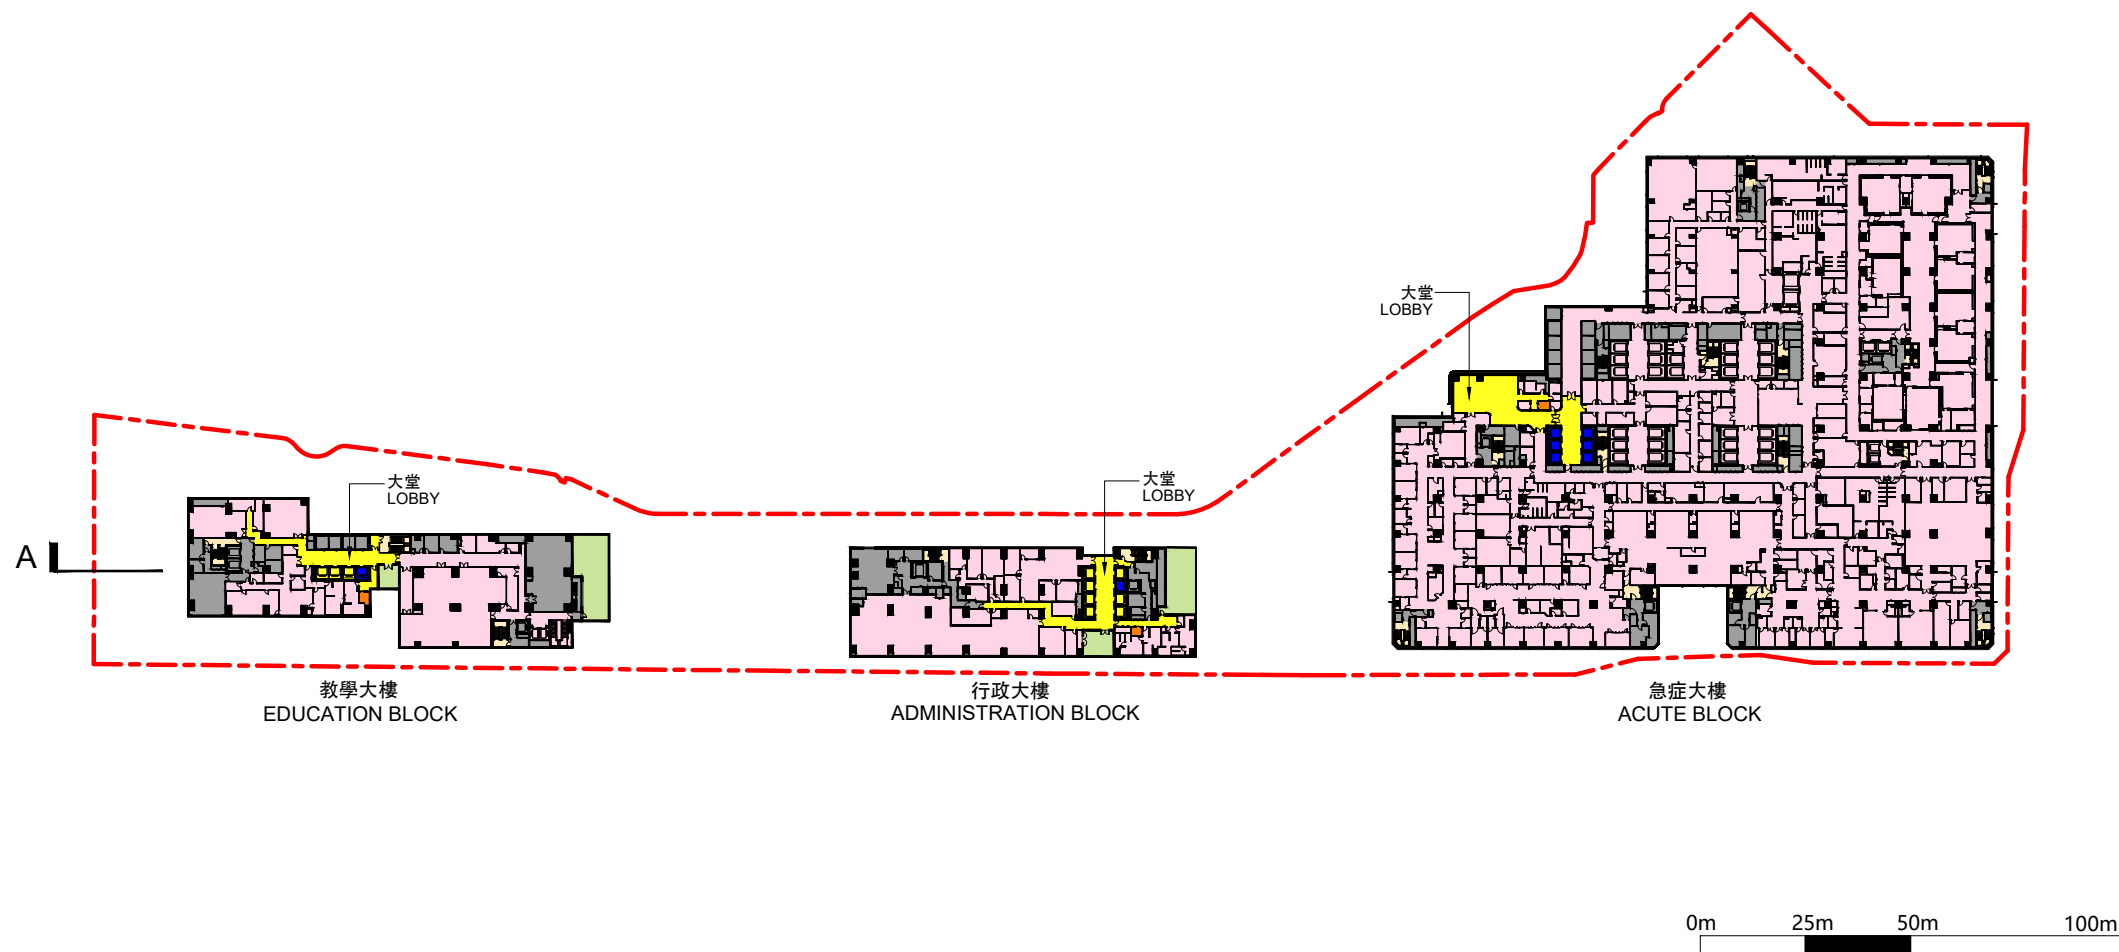 大堂
LOBBY
大堂
LOBBY
大堂
LOBBY
A
教學大樓
EDUCATION BLOCK
行政大樓
ADMINISTRATION BLOCK
急症大樓
ACUTE BLOCK
0m 25m 50m 100m